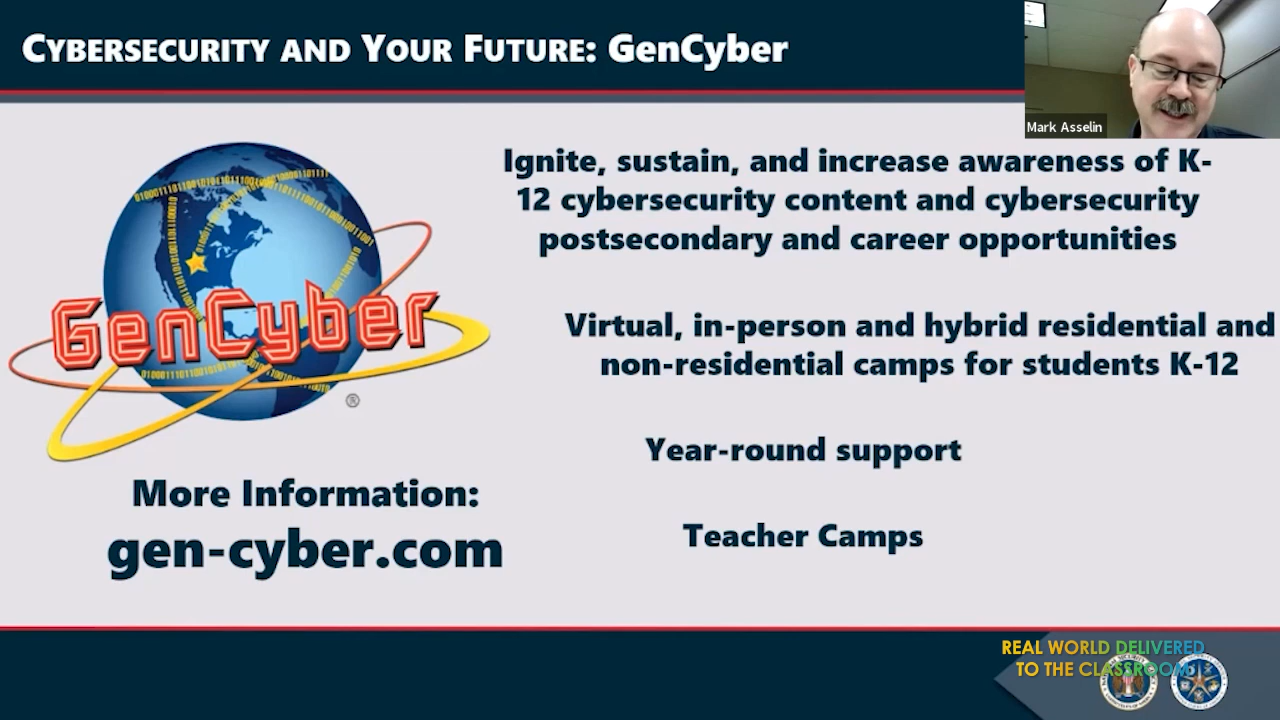 CYBERSECURITY AND YOUR FUTURE: GenCyber
Mark Asselin
Ignite, sustain, and increase awareness of K-
12 cybersecurity content and cybersecurity
postsecondary and career opportunities
Virtual, in-person and hybrid residential and
non-residential camps for students K-12
Year-round support
Teacher Camps
GenCyber
®
More Information:
gen-cyber.com
REAL WORLD DELIVERED
TO THE CLASSROOM